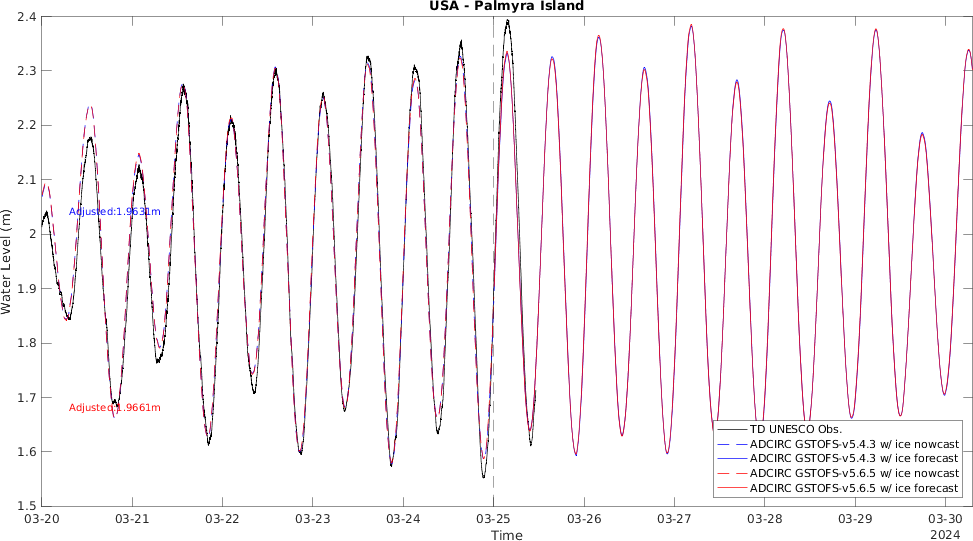 USA - Palmyra Island
2.4
2.3
2.2
2.1
2
1.9
1.8
1.7
1.6
1.5
Water Level (m)
Adjusted:1.9631m
Adjusted:1.9661m
TD UNESCO Obs.
ADCIRC GSTOFS-v5.4.3 w/ ice nowcast
ADCIRC GSTOFS-v5.4.3 w/ ice forecast
ADCIRC GSTOFS-v5.6.5 w/ ice nowcast
ADCIRC GSTOFS-v5.6.5 w/ ice forecast
03-20 03-21 03-22 03-23 03-24 03-25 03-26 03-27 03-28 03-29 03-30
Time
2024